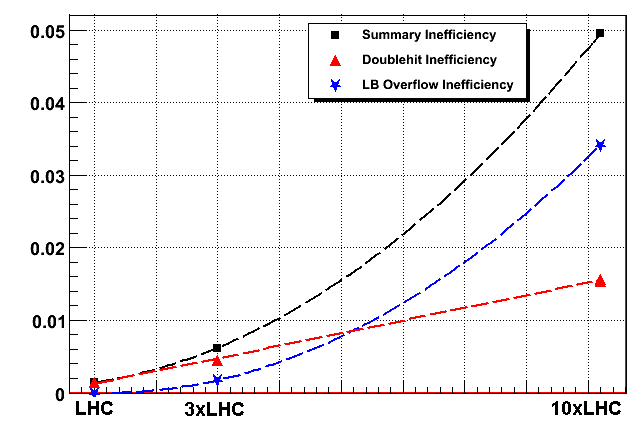 0.05
0.04
0.03
0.02
0.01
0
Summary Inefficiency
Doublehit Inefficiency
LB Overflow Inefficiency
LHC
3xLHC
10xLHC